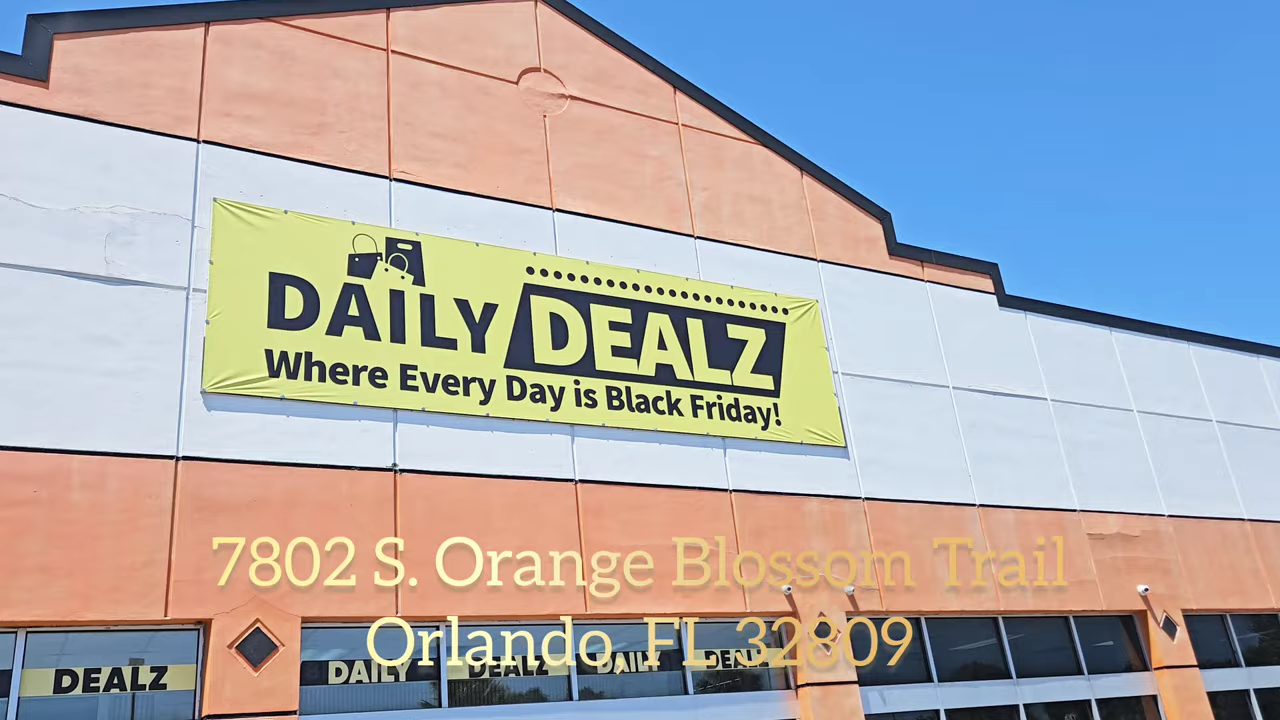 DAILY DEALZ
Where Every Day is Black Friday!
7802 S. Orange Blossom Trail
Orlando, FL 32809
DEALZ
DAILY
DEALZ
DAILY
DEALZ